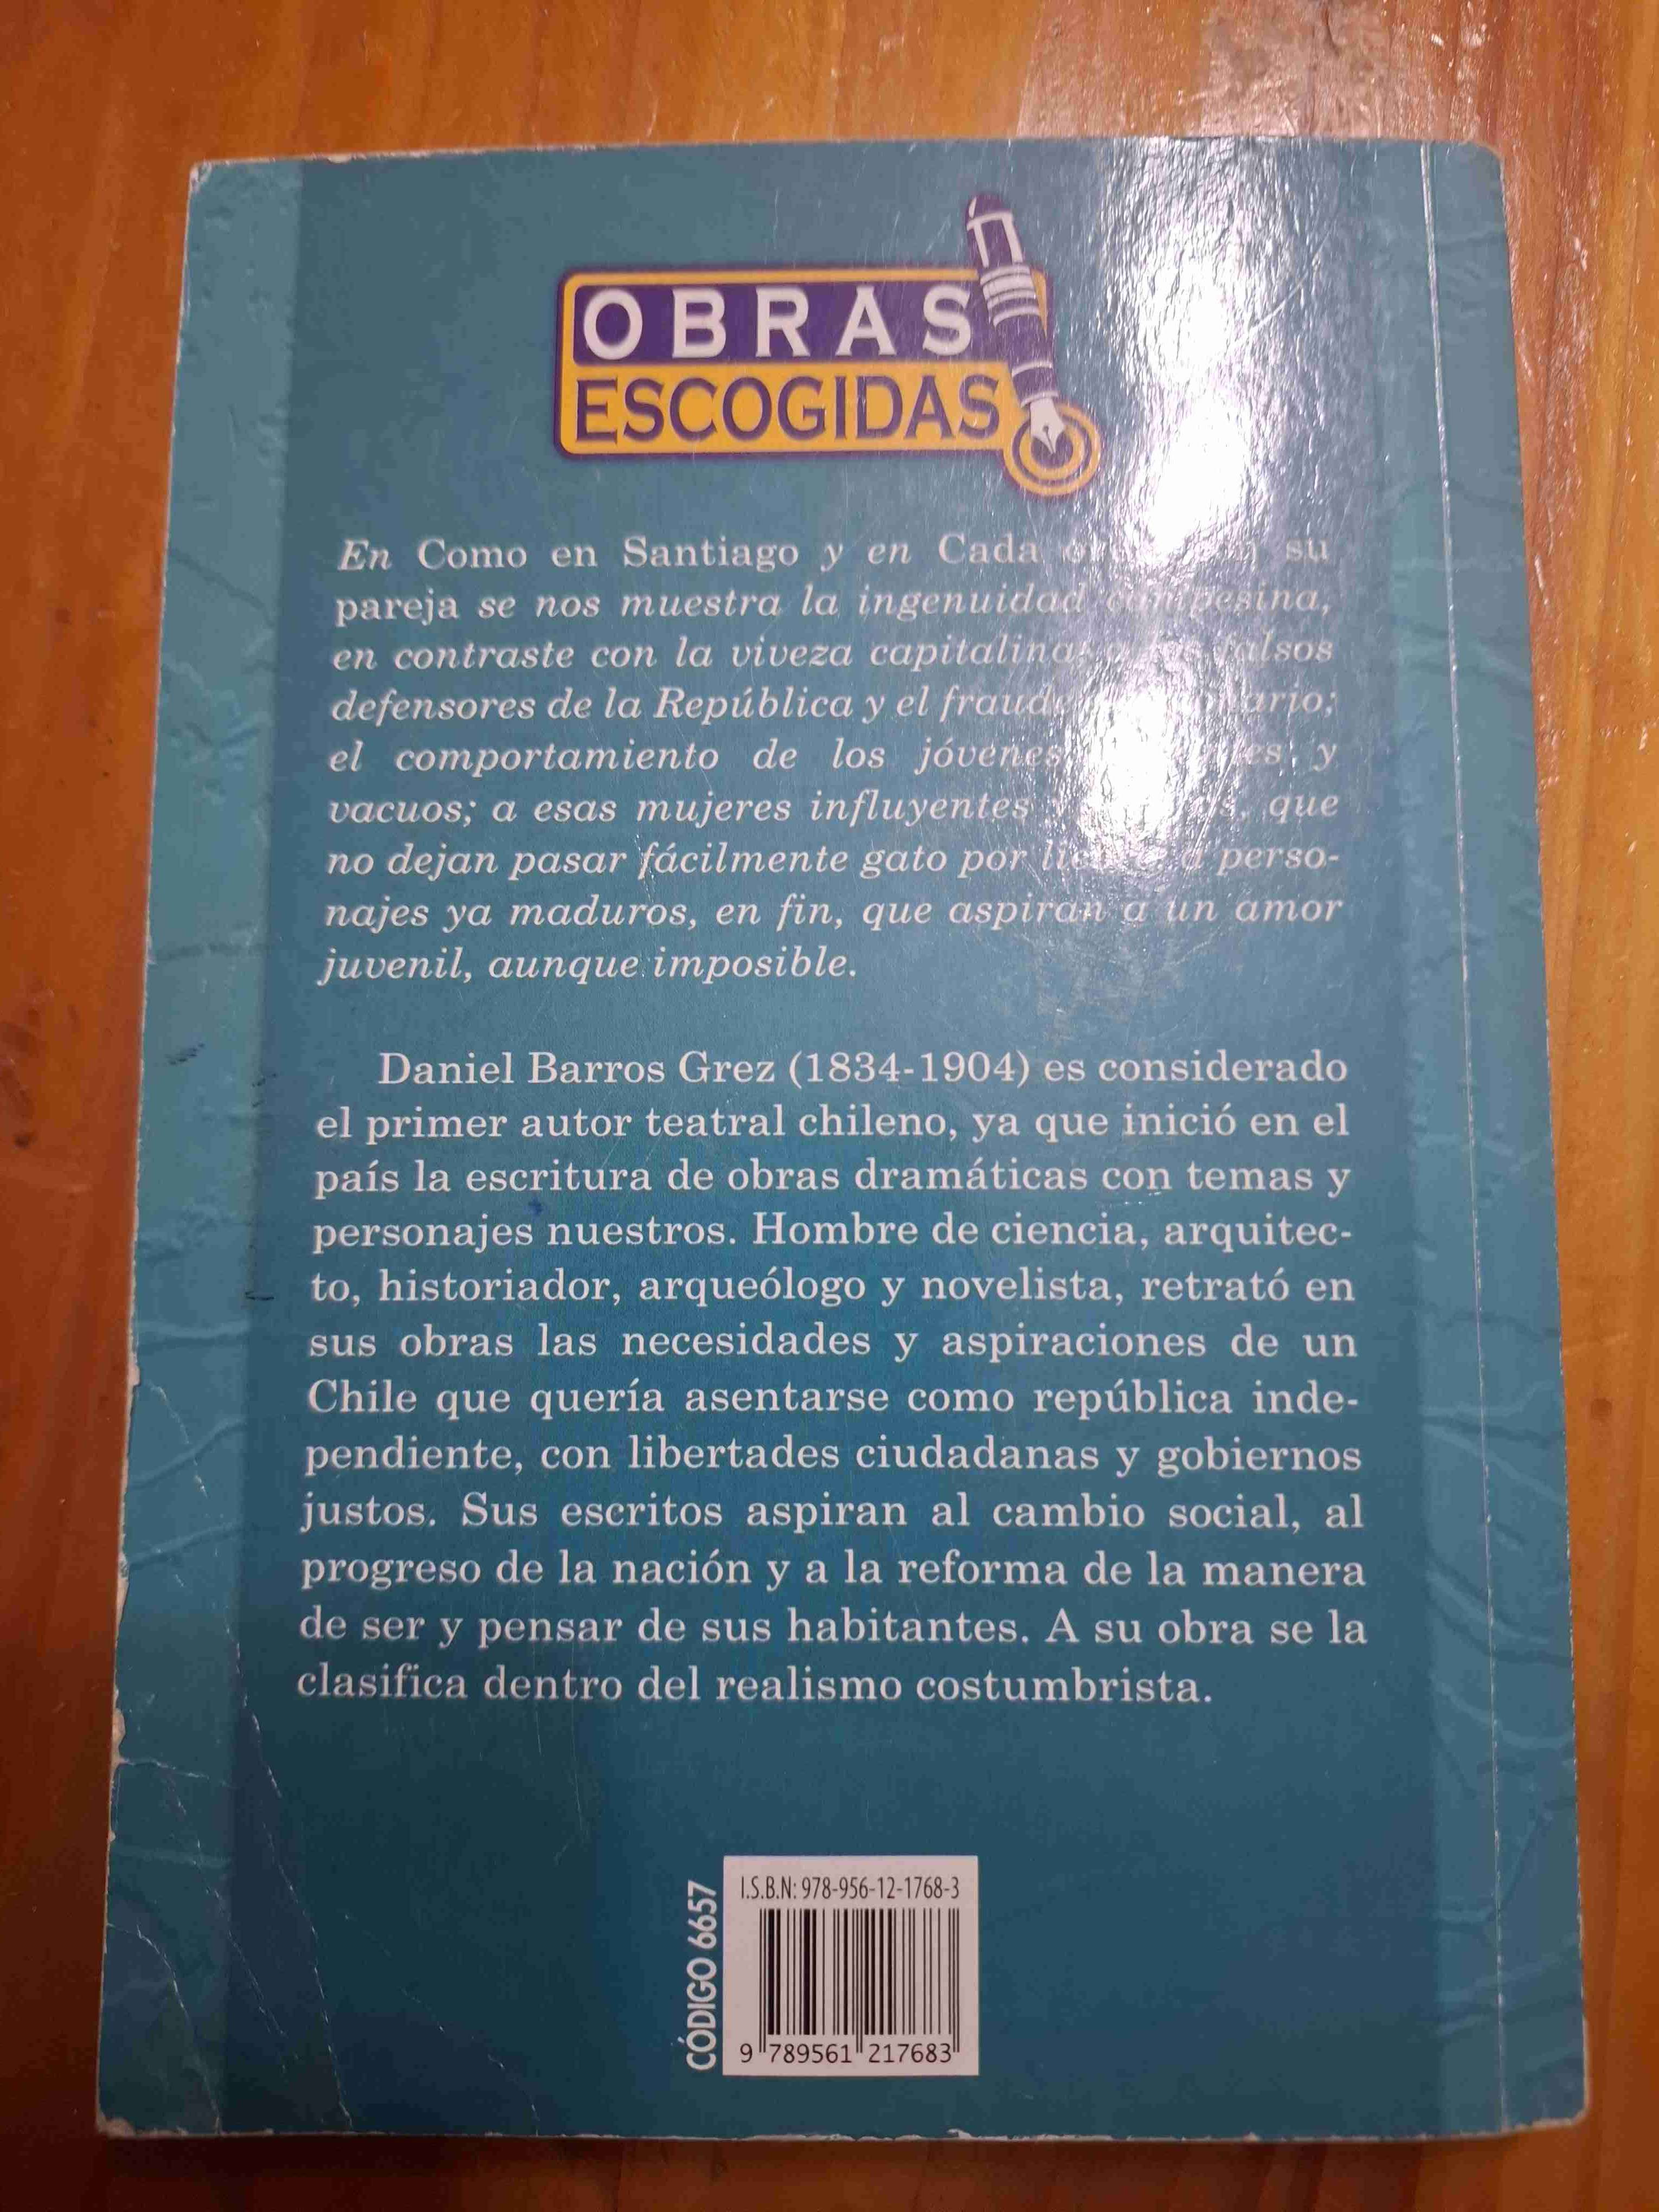 OBRAS
ESCOGIDAS
En Como en Santiago y en Cada su
pareja se nos muestra la ingenuidad campesina,
en contraste con la viveza capitalina; falsos
defensores de la República y el
el comportamiento de los jóvenes y
vacuos; a esas mujeres influyentes que
no dejan pasar fácilmente gato por a perso-
najes ya maduros, en fin, que aspiran a un amor
juvenil, aunque imposible.
Daniel Barros Grez (1834-1904) es considerado
el primer autor teatral chileno, ya que inició en el
país la escritura de obras dramáticas con temas y
personajes nuestros. Hombre de ciencia, arquitec-
to, historiador, arqueólogo y novelista, retrató en
sus obras las necesidades y aspiraciones de un
Chile que quería asentarse como república inde-
pendiente, con libertades ciudadanas y gobiernos
justos. Sus escritos aspiran al cambio social, al
progreso de la nación y a la reforma de la manera
de ser y pensar de sus habitantes. A su obra se la
clasifica dentro del realismo costumbrista.
CÓDIGO 6657
I.S.B.N: 978-956-12-1768-3
9 789561 217683